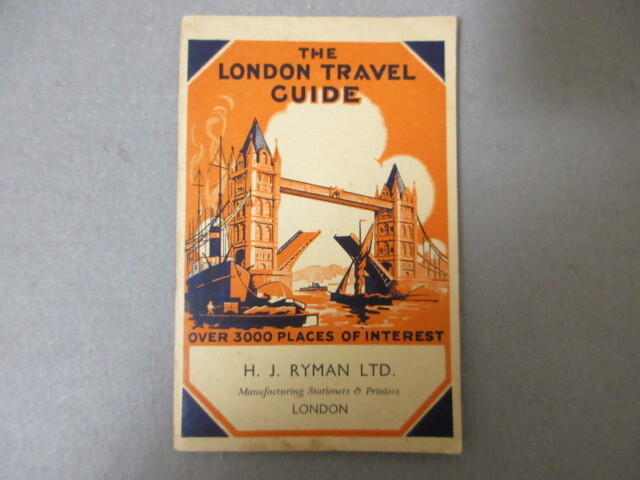 THE
LONDON TRAVEL
GUIDE
OVER 3000 PLACES OF INTEREST
H. J. RYMAN LTD.
Manufacturing Stationers & Printers
LONDON